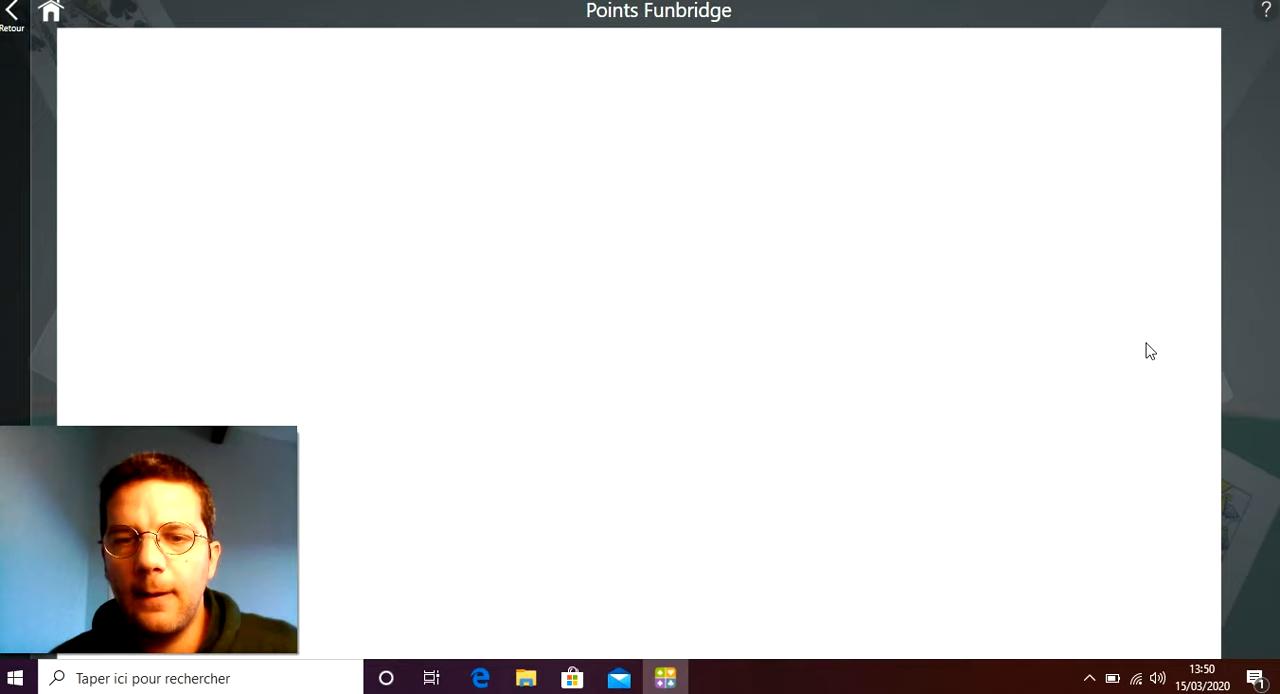 Points Funbridge
?
Retour
Taper ici pour rechercher
13:50
15/03/2020
1